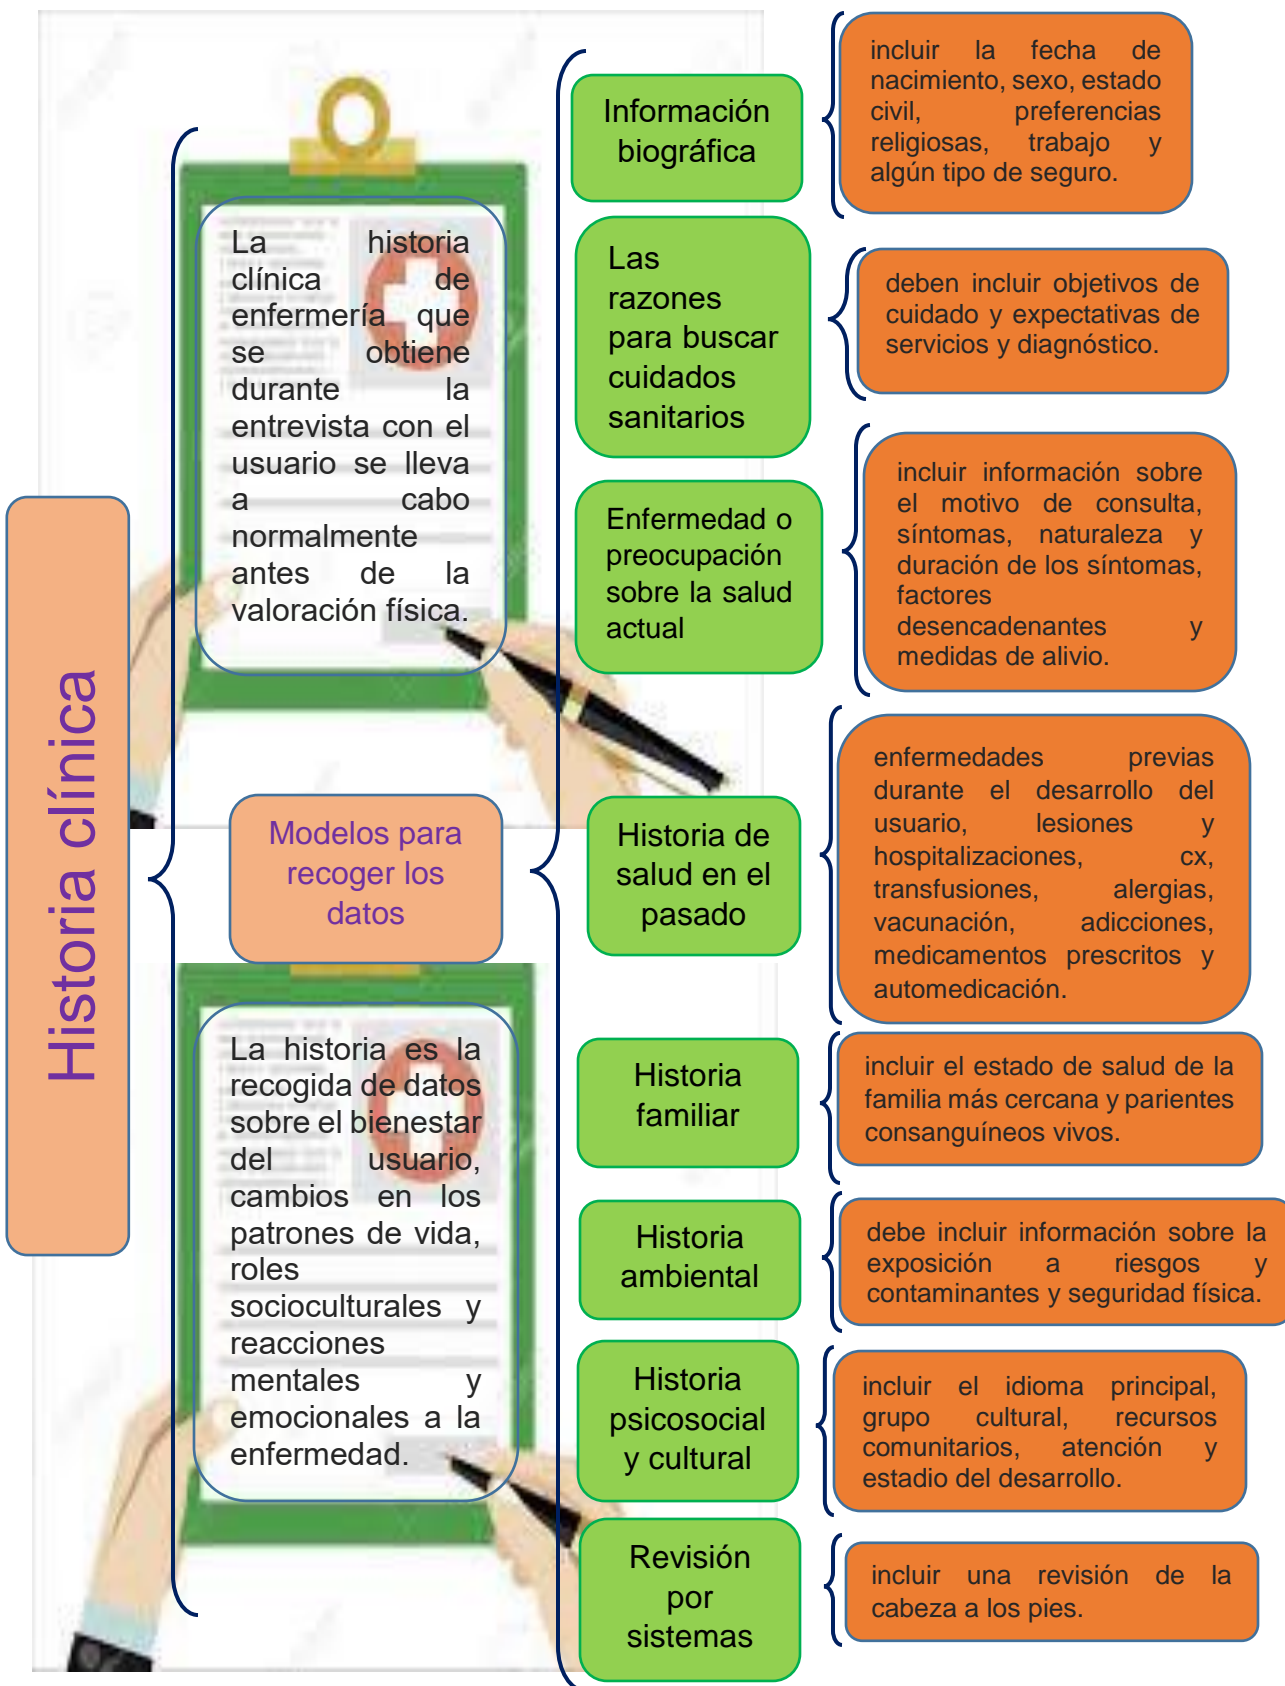 Historia clínica
La historia
clínica de
enfermería que
se obtiene
durante la
entrevista con el
usuario se lleva
a cabo
normalmente
antes de la
valoración física.
Modelos para
recoger los
datos
La historia es la
recogida de datos
sobre el bienestar
del usuario,
cambios en los
patrones de vida,
roles
socioculturales y
reacciones
mentales y
emocionales a la
enfermedad.
Información
biográfica
incluir la fecha de
nacimiento, sexo, estado
civil, preferencias
religiosas, trabajo y
algún tipo de seguro.
Las
razones
para buscar
cuidados
sanitarios
deben incluir objetivos de
cuidado y expectativas de
servicios y diagnóstico.
Enfermedad o
preocupación
sobre la salud
actual
incluir información sobre
el motivo de consulta,
síntomas, naturaleza y
duración de los síntomas,
factores
desencadenantes y
medidas de alivio.
Historia de
salud en el
pasado
enfermedades previas
durante el desarrollo del
usuario, lesiones y
hospitalizaciones, cx,
transfusiones, alergias,
vacunación, adicciones,
medicamentos prescritos y
automedicación.
Historia
familiar
incluir el estado de salud de la
familia más cercana y parientes
consanguíneos vivos.
Historia
ambiental
debe incluir información sobre la
exposición a riesgos y
contaminantes y seguridad física.
Historia
psicosocial
y cultural
incluir el idioma principal,
grupo cultural, recursos
comunitarios, atención y
estadio del desarrollo.
Revisión
por
sistemas
incluir una revisión de la
cabeza a los pies.